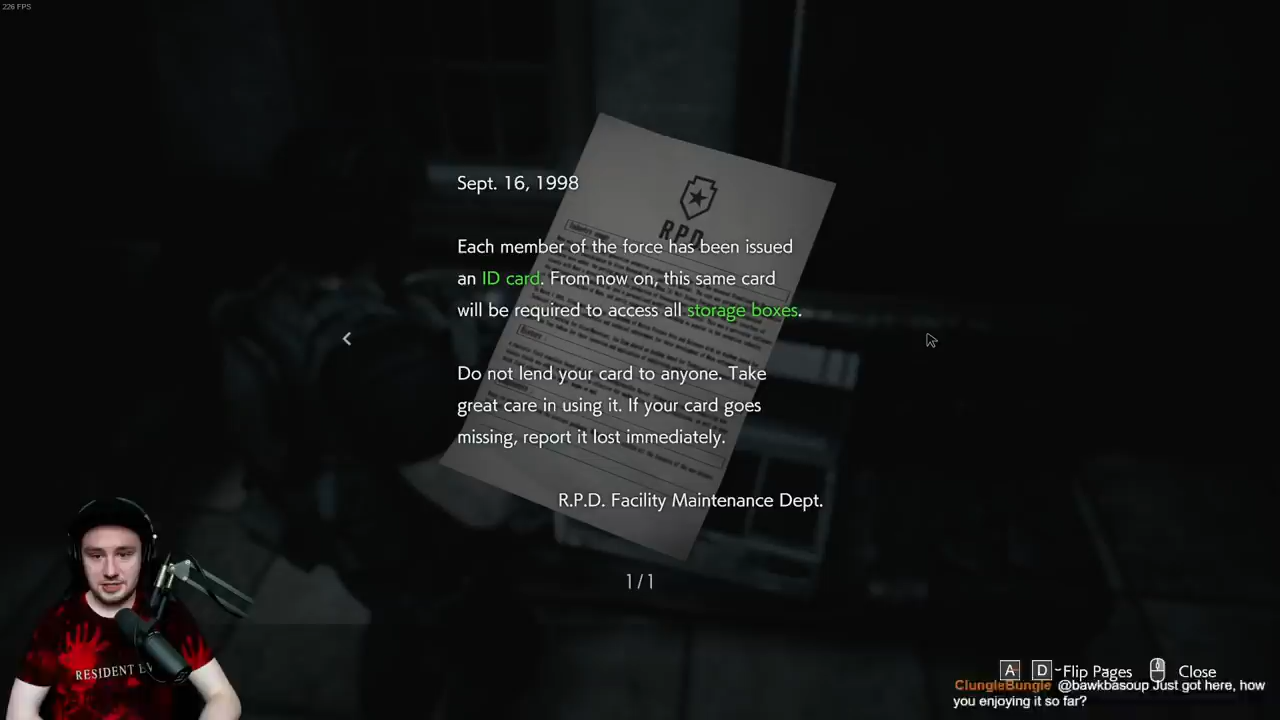 226 FPS
R.P.D.
Sept. 16, 1998
Each member of the force has been issued
an ID card. From now on, this same card
will be required to access all storage boxes.
Do not lend your card to anyone. Take
great care in using it. If your card goes
missing, report it lost immediately.
R.P.D. Facility Maintenance Dept.
1/1
RESIDENT EV
A D Flip Pages Close
ClungleBungle @bawkbasoup Just got here, how
you enjoying it so far?